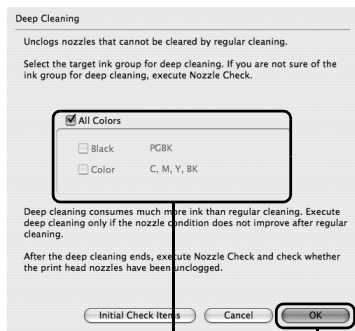 Deep Cleaning
Unclogs nozzles that cannot be cleared by regular cleaning.
Select the target ink group for deep cleaning. If you are not sure of the
ink group for deep cleaning, execute Nozzle Check.
All Colors
Black PGBK
Color C, M, Y, BK
Deep cleaning consumes much more ink than regular cleaning. Execute
deep cleaning only if the nozzle condition does not improve after regular
cleaning.
After the deep cleaning ends, execute Nozzle Check and check whether
the print head nozzles have been unclogged.
Initial Check Items Cancel OK